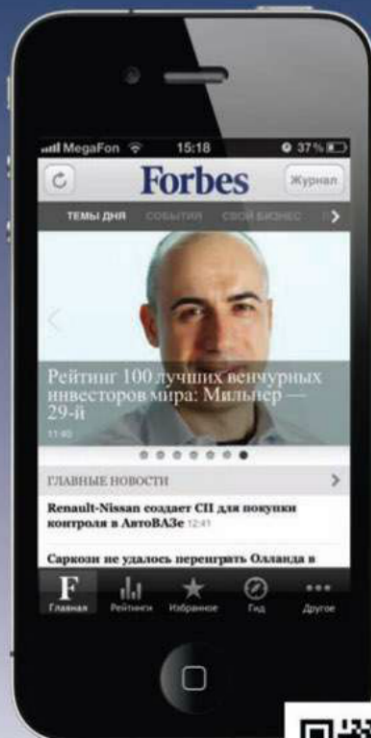 MegaFon 15:18 37%
Forbes
Журнал
ТЕМЫ ДНЯ СОБЫТИЯ СВОЙ БИЗНЕС
Рейтинг 100 лучших венчурных
инвесторов мира: Мильнер —
29-й
11:40
ГЛАВНЫЕ НОВОСТИ
Renault-Nissan создает СП для покупки
контроля в АвтоВАЗе 12:41
Саркози не удалось переиграть Олланда в
F
Главная Рейтинги Избранное Гид Другое